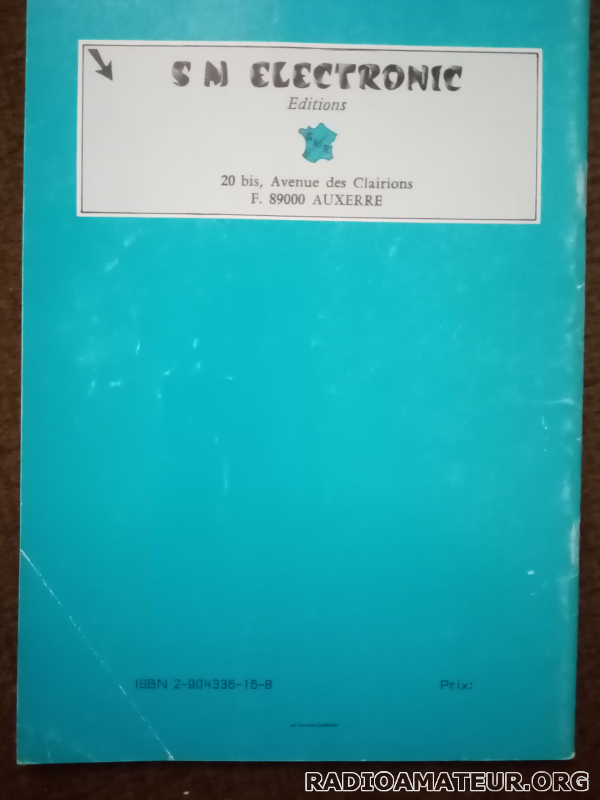 S M ELECTRONIC
Editions
20 bis, Avenue des Clairions
F. 89000 AUXERRE
ISBN 2-904336-16-8
Prix:
RADIOAMATEUR.ORG